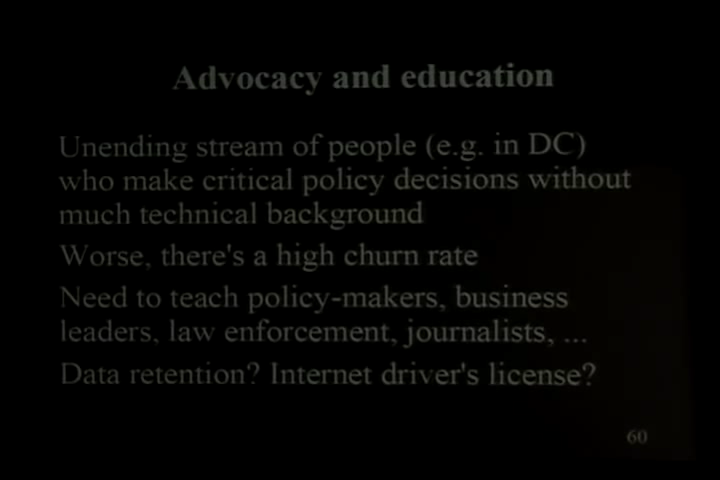 Advocacy and education
Unending stream of people (e.g. in DC)
who make critical policy decisions without
much technical background
Worse, there's a high churn rate
Need to teach policy-makers, business
leaders, law enforcement, journalists, ...
Data retention? Internet driver's license?
60